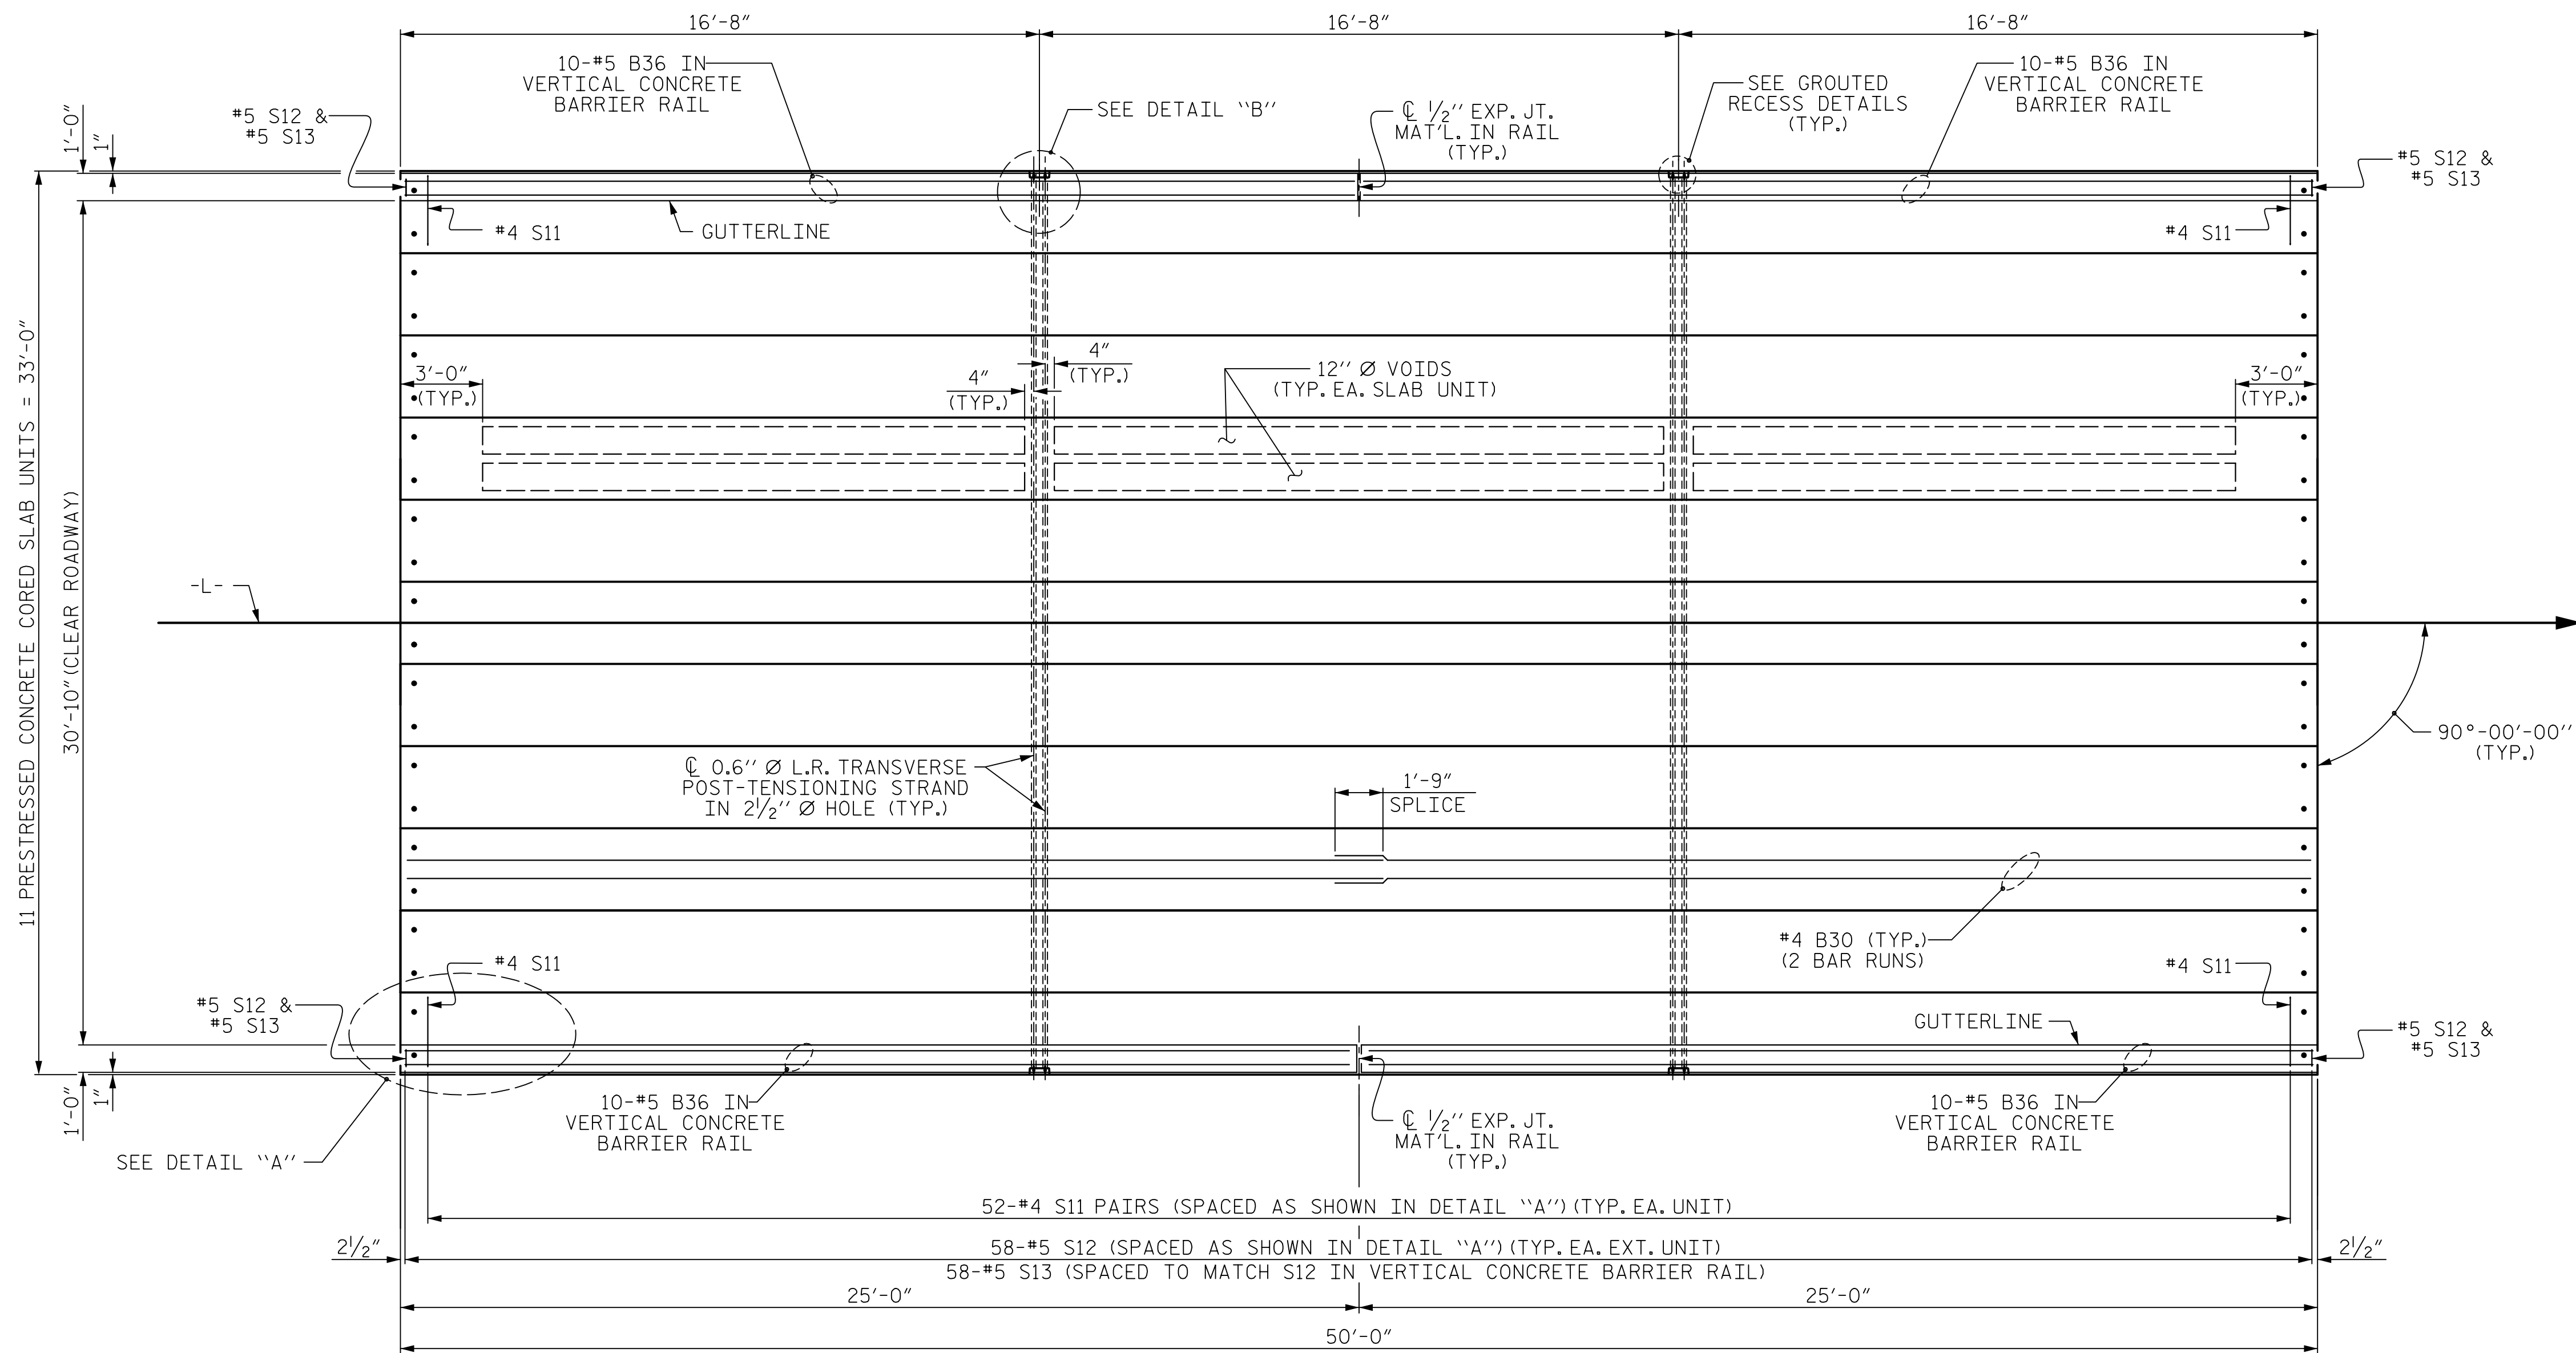 16'-8"
16'-8"
16'-8"
10-#5 B36 IN
VERTICAL CONCRETE
BARRIER RAIL
SEE DETAIL "B"
℄ 1/2" EXP. JT.
MAT'L. IN RAIL
(TYP.)
SEE GROUTED
RECESS DETAILS
(TYP.)
10-#5 B36 IN
VERTICAL CONCRETE
BARRIER RAIL
1'-0"
1"
#5 S12 &
#5 S13
#5 S12 &
#5 S13
#4 S11
GUTTERLINE
#4 S11
3'-0"
(TYP.)
4"
(TYP.)
4"
(TYP.)
12" Ø VOIDS
(TYP. EA. SLAB UNIT)
3'-0"
(TYP.)
11 PRESTRESSED CONCRETE CORED SLAB UNITS = 33'-0"
30'-10" (CLEAR ROADWAY)
-L-
90°-00'-00"
(TYP.)
℄ 0.6" Ø L.R. TRANSVERSE
POST-TENSIONING STRAND
IN 2 1/2" Ø HOLE (TYP.)
1'-9"
SPLICE
#4 B30 (TYP.)
(2 BAR RUNS)
#4 S11
#4 S11
#5 S12 &
#5 S13
GUTTERLINE
#5 S12 &
#5 S13
1'-0"
1"
10-#5 B36 IN
VERTICAL CONCRETE
BARRIER RAIL
℄ 1/2" EXP. JT.
MAT'L. IN RAIL
(TYP.)
10-#5 B36 IN
VERTICAL CONCRETE
BARRIER RAIL
SEE DETAIL "A"
52-#4 S11 PAIRS (SPACED AS SHOWN IN DETAIL "A") (TYP. EA. UNIT)
2 1/2"
58-#5 S12 (SPACED AS SHOWN IN DETAIL "A") (TYP. EA. EXT. UNIT)
2 1/2"
58-#5 S13 (SPACED TO MATCH S12 IN VERTICAL CONCRETE BARRIER RAIL)
25'-0"
25'-0"
50'-0"